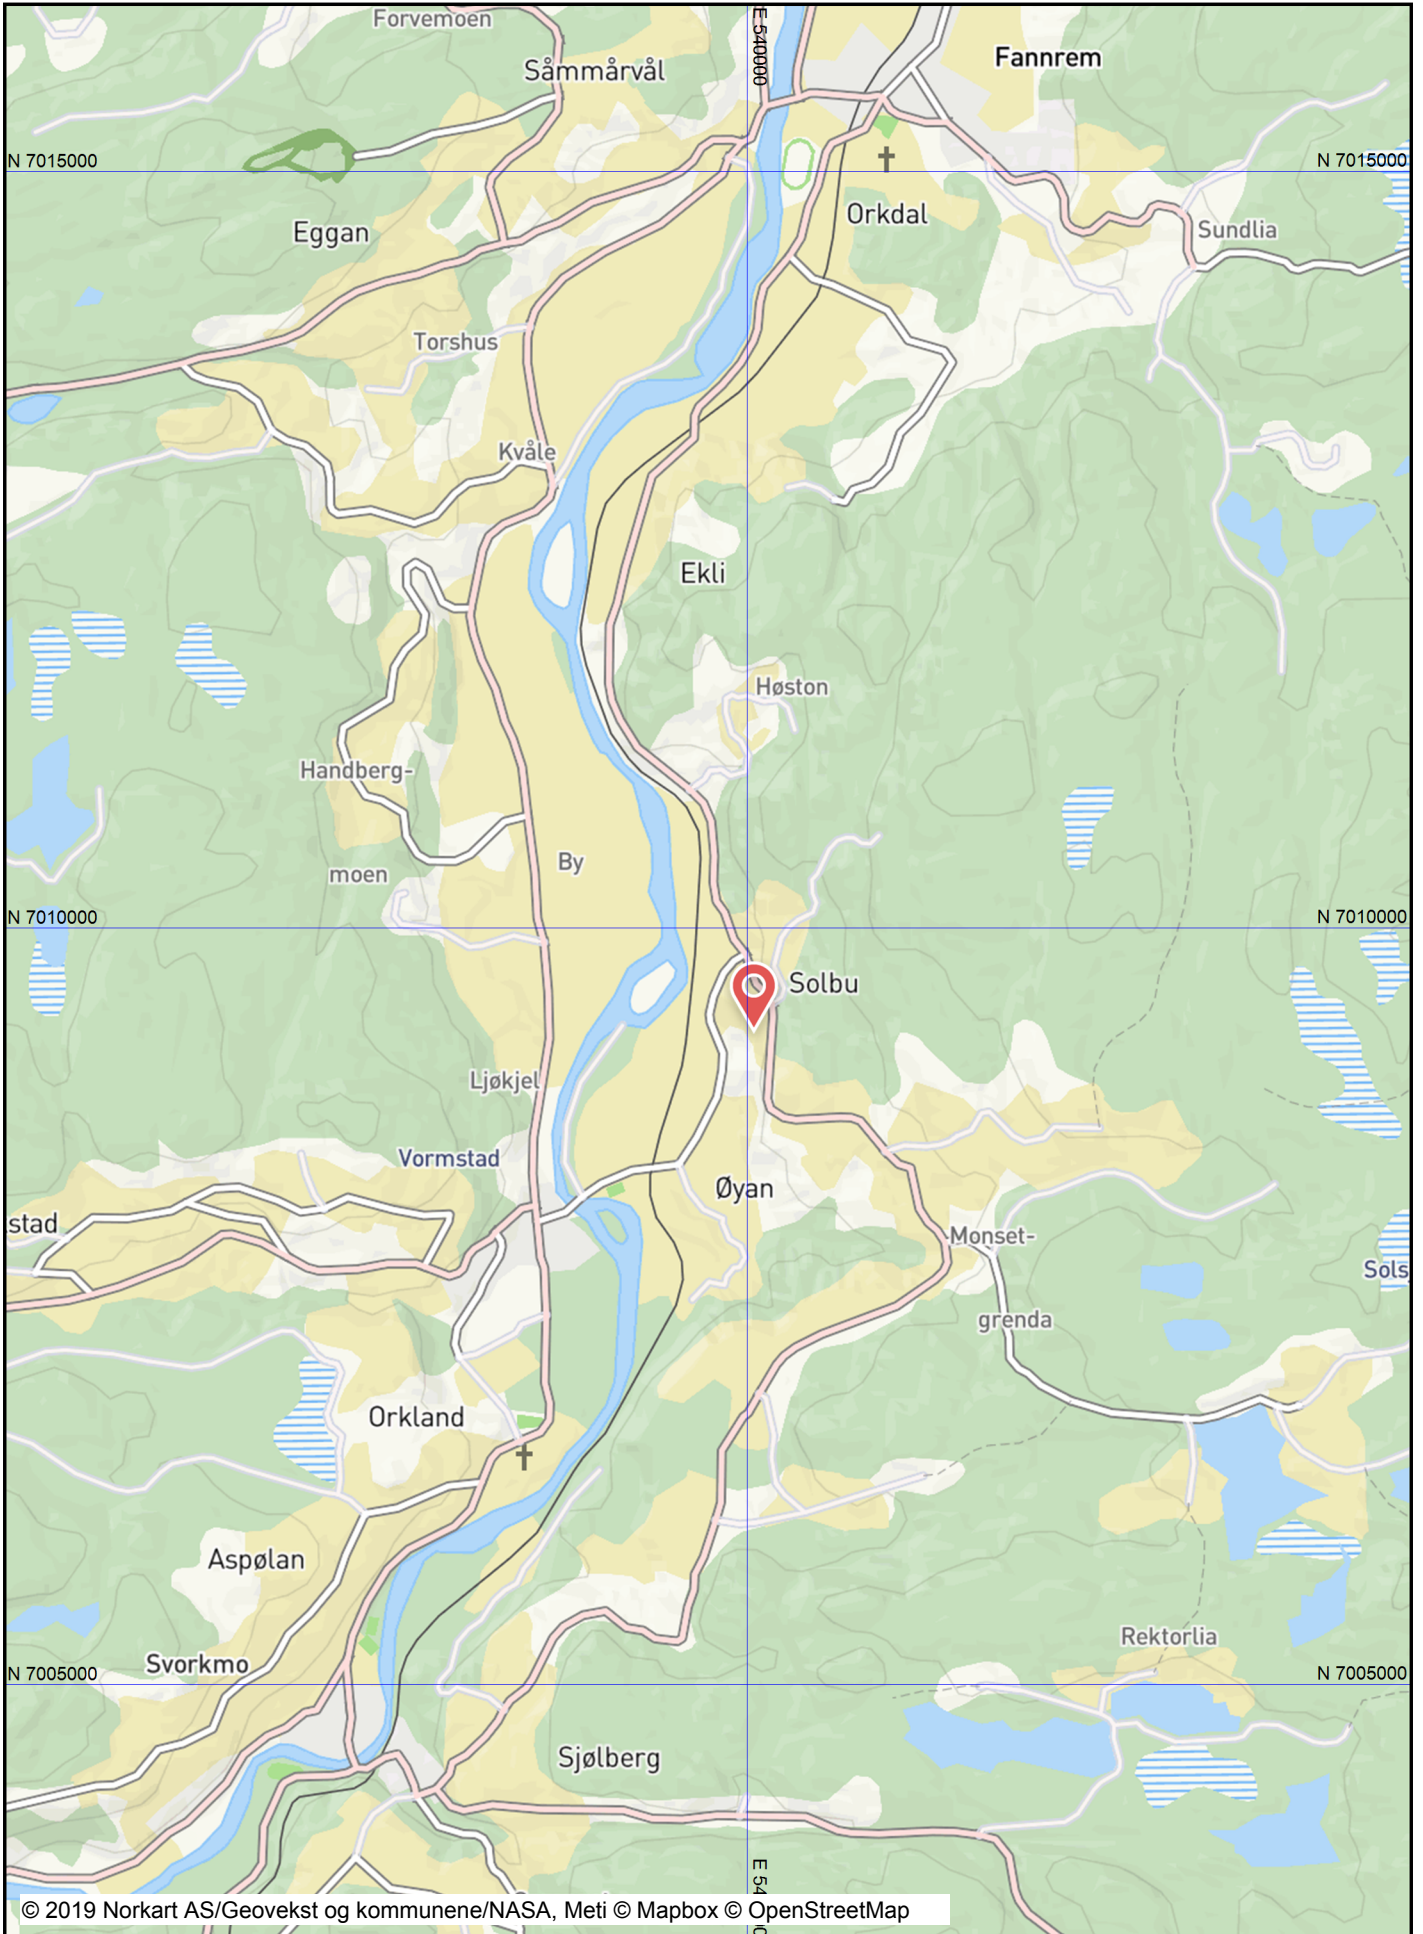 Forvemoen
Såmmårvål
E 540000
Fannrem
N 7015000
N 7015000
Eggan
Orkdal
Sundlia
Torshus
Kvåle
Ekli
Høston
Handberg-
moen
By
N 7010000
N 7010000
Solbu
Ljøkjel
Vormstad
Øyan
stad
Monset-
grenda
Sols
Orkland
Aspølan
Svorkmo
Rektorlia
N 7005000
N 7005000
Sjølberg
E 54
© 2019 Norkart AS/Geovekst og kommunene/NASA, Meti © Mapbox © OpenStreetMap